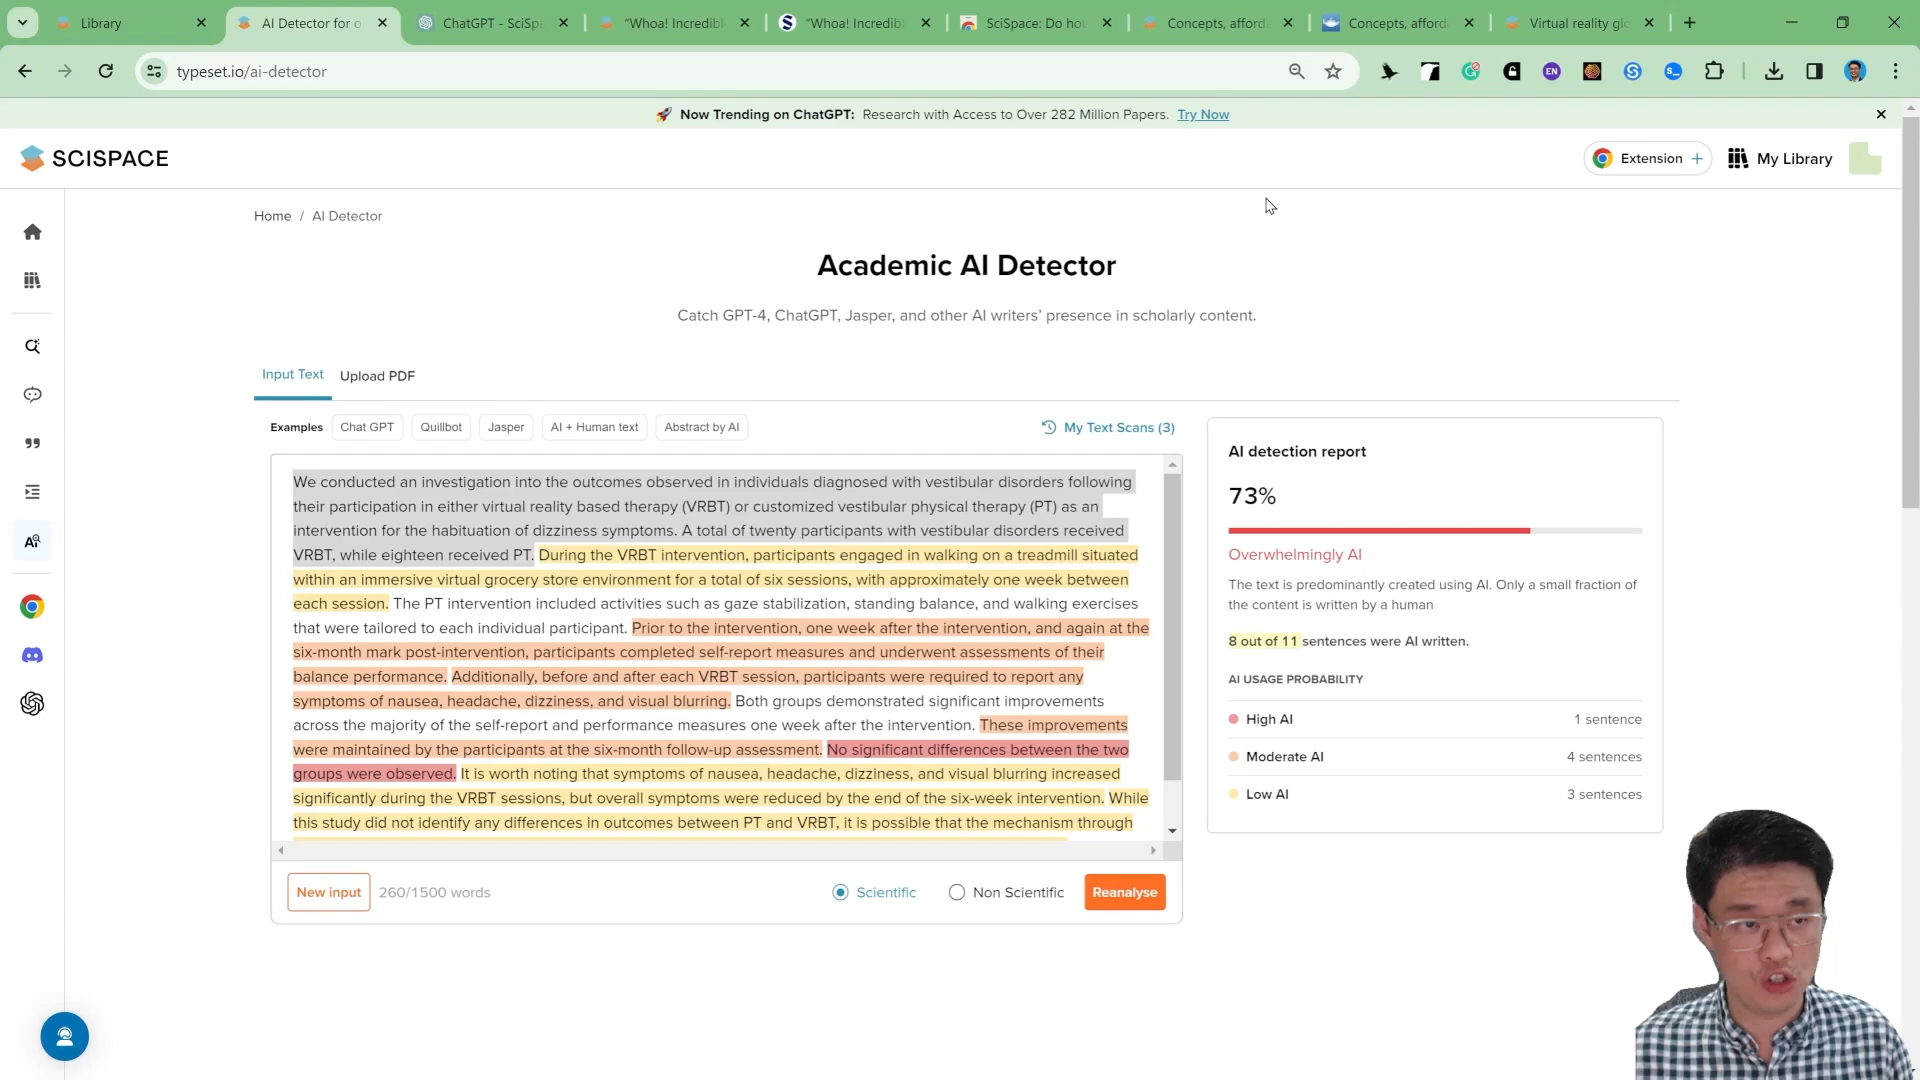 Library
AI Detector for o
ChatGPT - SciSpa
"Whoa! Incredibl
"Whoa! Incredibl
SciSpace: Do hou
Concepts, afforda
Concepts, afford
Virtual reality glo
typeset.io/ai-detector
EN
Now Trending on ChatGPT: Research with Access to Over 282 Million Papers. Try Now
SCISPACE
Extension +
My Library
Home / AI Detector
Academic AI Detector
Catch GPT-4, ChatGPT, Jasper, and other AI writers' presence in scholarly content.
Input Text
Upload PDF
Examples
Chat GPT
Quillbot
Jasper
AI + Human text
Abstract by AI
My Text Scans (3)
We conducted an investigation into the outcomes observed in individuals diagnosed with vestibular disorders following
their participation in either virtual reality based therapy (VRBT) or customized vestibular physical therapy (PT) as an
intervention for the habituation of dizziness symptoms. A total of twenty participants with vestibular disorders received
VRBT, while eighteen received PT. During the VRBT intervention, participants engaged in walking on a treadmill situated
within an immersive virtual grocery store environment for a total of six sessions, with approximately one week between
each session. The PT intervention included activities such as gaze stabilization, standing balance, and walking exercises
that were tailored to each individual participant. Prior to the intervention, one week after the intervention, and again at the
six-month mark post-intervention, participants completed self-report measures and underwent assessments of their
balance performance. Additionally, before and after each VRBT session, participants were required to report any
symptoms of nausea, headache, dizziness, and visual blurring. Both groups demonstrated significant improvements
across the majority of the self-report and performance measures one week after the intervention. These improvements
were maintained by the participants at the six-month follow-up assessment. No significant differences between the two
groups were observed. It is worth noting that symptoms of nausea, headache, dizziness, and visual blurring increased
significantly during the VRBT sessions, but overall symptoms were reduced by the end of the six-week intervention. While
this study did not identify any differences in outcomes between PT and VRBT, it is possible that the mechanism through
New input
260/1500 words
Scientific
Non Scientific
Reanalyse
AI detection report
73%
Overwhelmingly AI
The text is predominantly created using AI. Only a small fraction of
the content is written by a human
8 out of 11 sentences were AI written.
AI USAGE PROBABILITY
High AI 1 sentence
Moderate AI 4 sentences
Low AI 3 sentences